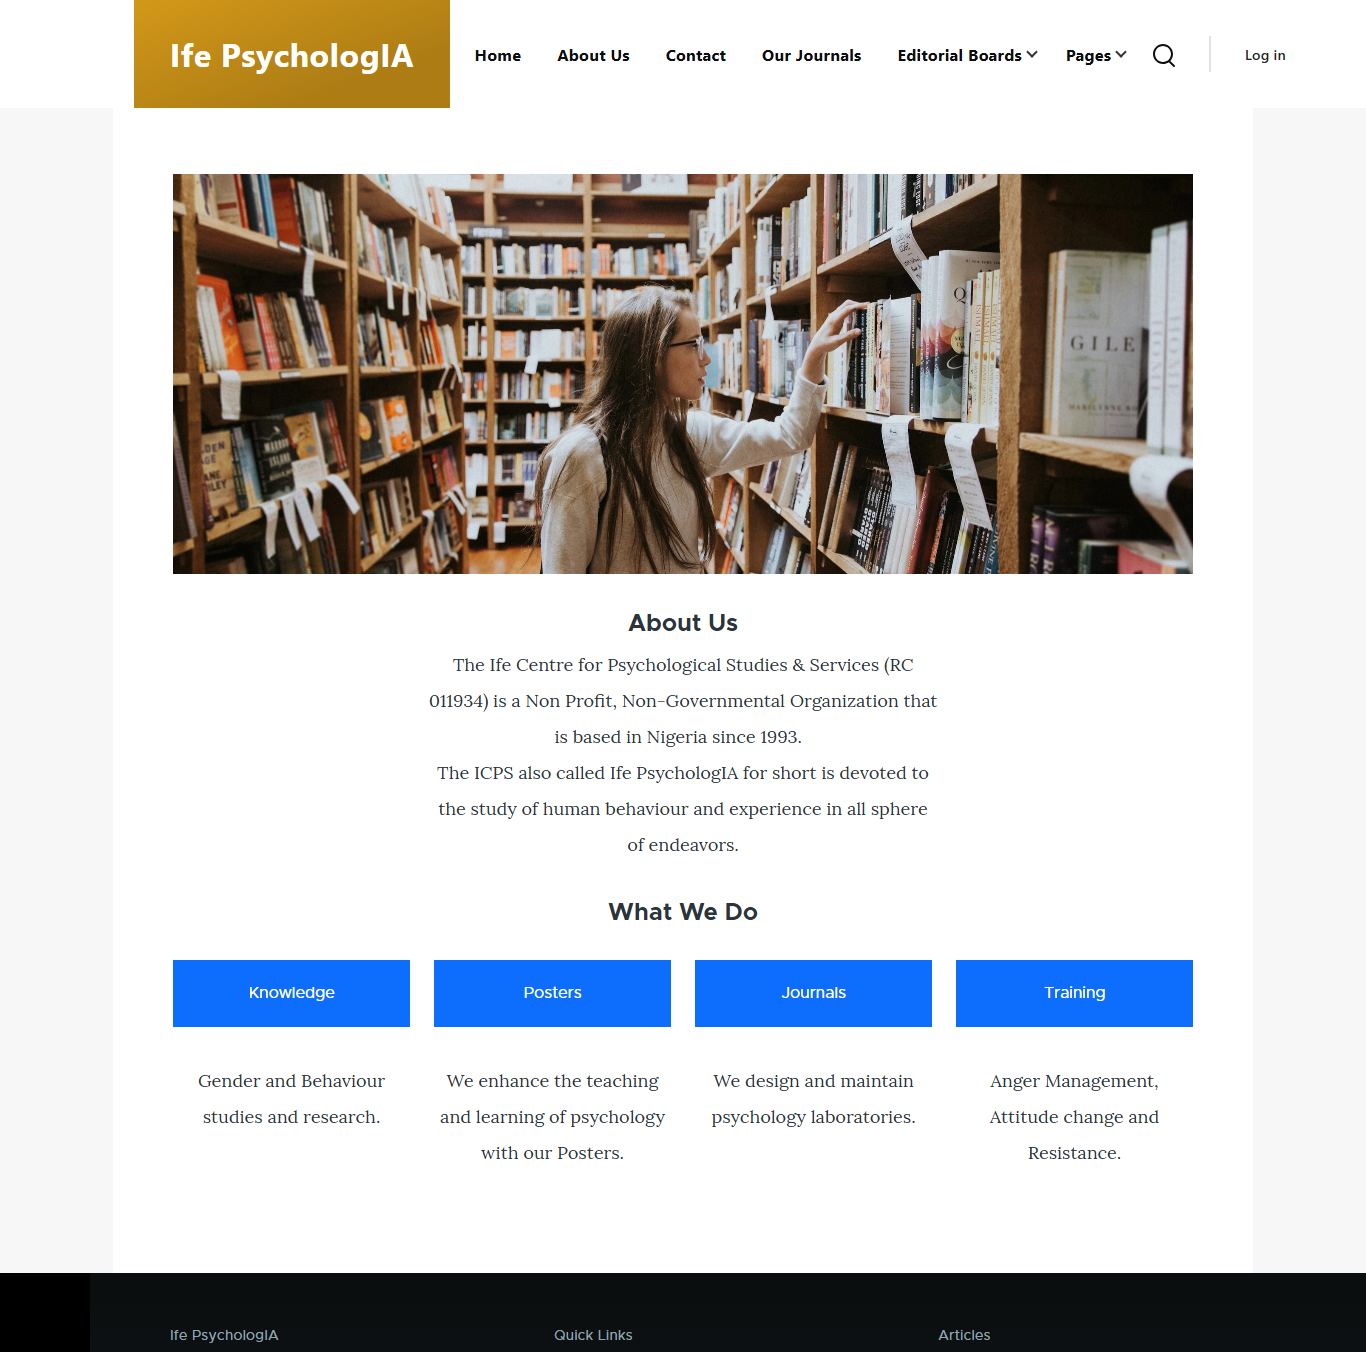 Ife PsychologIA
Home About Us Contact Our Journals Editorial Boards Pages Log in
FICTION
GILE
About Us
The Ife Centre for Psychological Studies & Services (RC
011934) is a Non Profit, Non-Governmental Organization that
is based in Nigeria since 1993.
The ICPS also called Ife PsychologIA for short is devoted to
the study of human behaviour and experience in all sphere
of endeavors.
What We Do
Knowledge Posters Journals Training
Gender and Behaviour
studies and research.
We enhance the teaching
and learning of psychology
with our Posters.
We design and maintain
psychology laboratories.
Anger Management,
Attitude change and
Resistance.
Ife PsychologIA Quick Links Articles